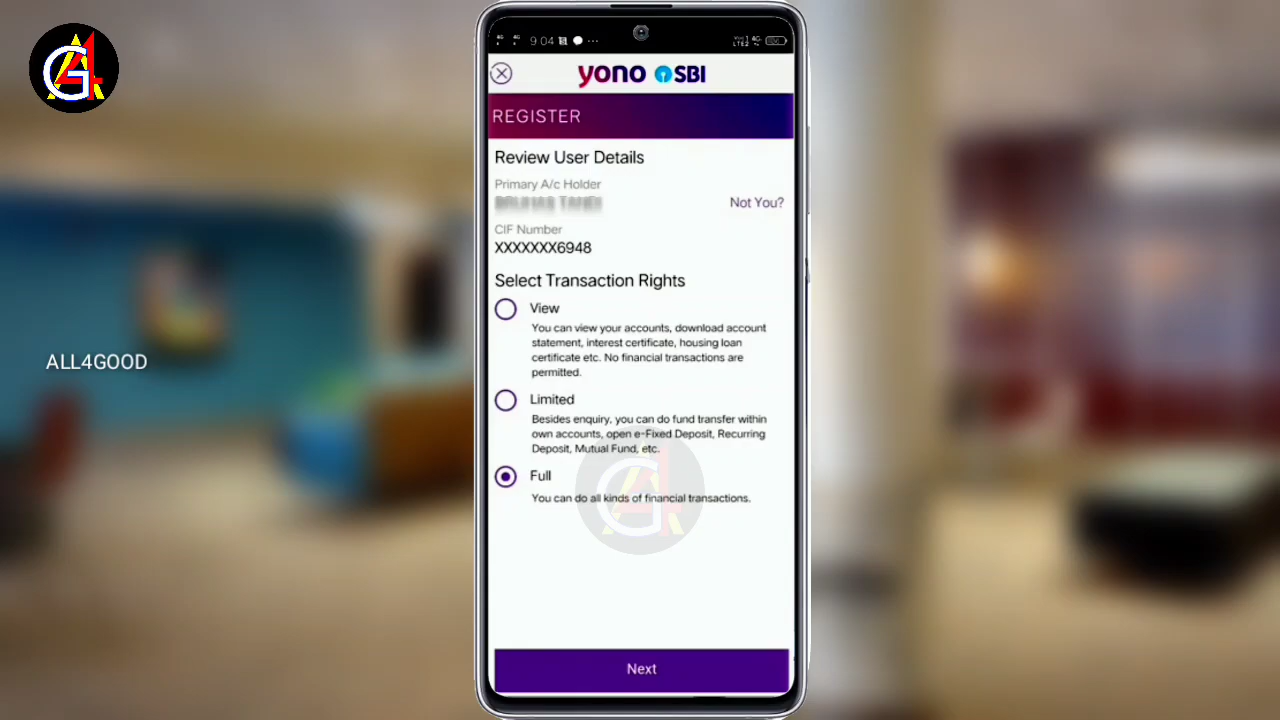 9:04
yono SBI
REGISTER
Review User Details
Primary A/c Holder
Not You?
CIF Number
XXXXXXX6948
Select Transaction Rights
View
You can view your accounts, download account
statement, interest certificate, housing loan
certificate etc. No financial transactions are
permitted.
Limited
Besides enquiry, you can do fund transfer within
own accounts, open e-Fixed Deposit, Recurring
Deposit, Mutual Fund, etc.
Full
You can do all kinds of financial transactions.
Next
ALL4GOOD